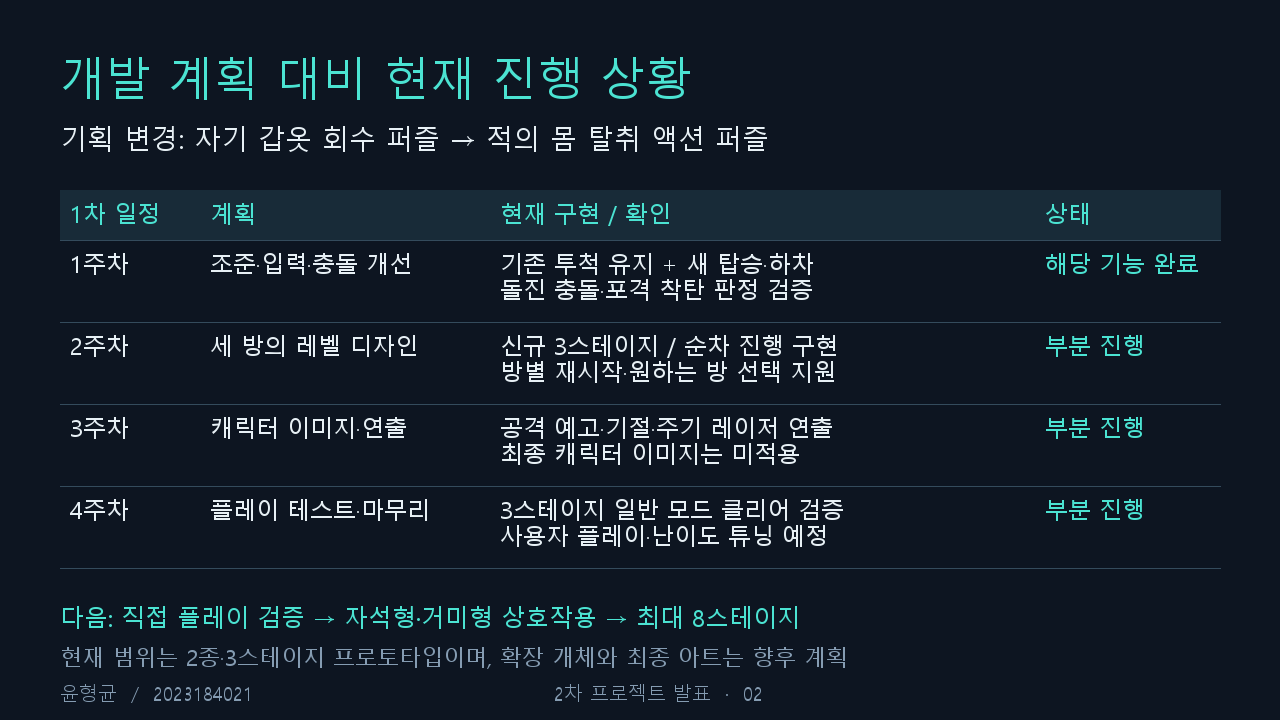 개발 계획 대비 현재 진행 상황
기획 변경: 자기 갑옷 회수 퍼즐 → 적의 몸 탈취 액션 퍼즐
1차 일정 계획 현재 구현 / 확인 상태
1주차 조준·입력·충돌 개선 기존 투척 유지 + 새 탑승·하차 해당 기능 완료
돌진 충돌·포격 착탄 판정 검증
2주차 세 방의 레벨 디자인 신규 3스테이지 / 순차 진행 구현 부분 진행
방별 재시작·원하는 방 선택 지원
3주차 캐릭터 이미지·연출 공격 예고·기절·주기 레이저 연출 부분 진행
최종 캐릭터 이미지는 미적용
4주차 플레이 테스트·마무리 3스테이지 일반 모드 클리어 검증 부분 진행
사용자 플레이·난이도 튜닝 예정
다음: 직접 플레이 검증 → 자석형·거미형 상호작용 → 최대 8스테이지
현재 범위는 2종·3스테이지 프로토타입이며, 확장 개체와 최종 아트는 향후 계획
윤형균 / 2023184021 2차 프로젝트 발표 · 02